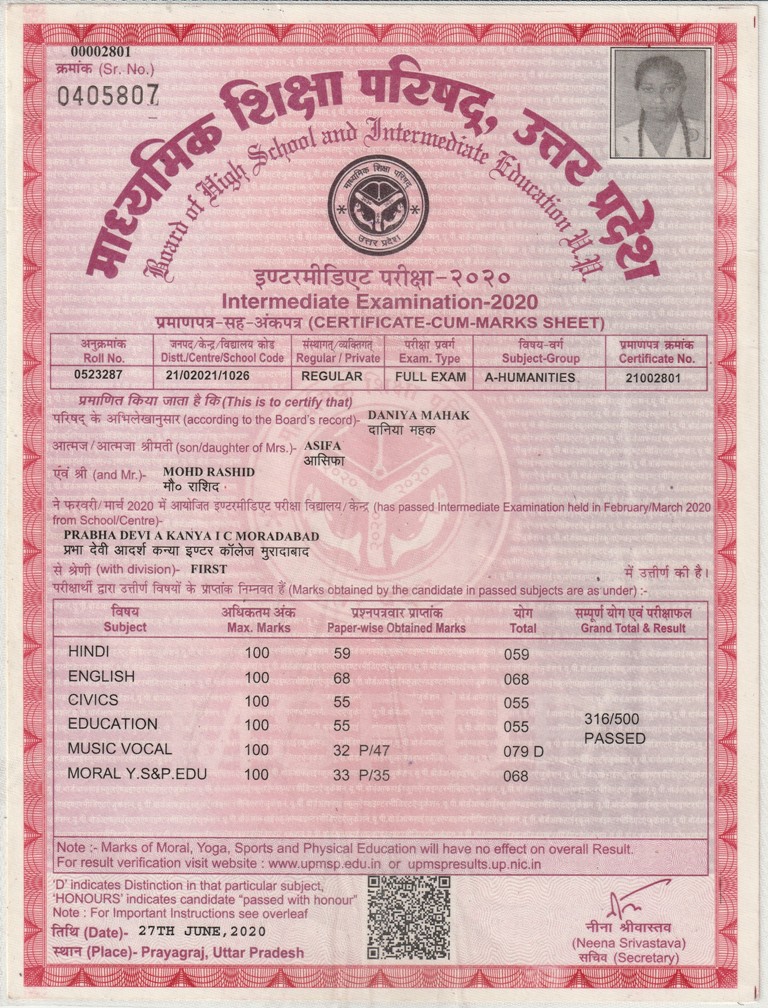 00002801
क्रमांक (Sr. No.)
0405807
माध्यमिक शिक्षा परिषद्, उत्तर प्रदेश
Board of High School and Intermediate Education U.P.
माध्यमिक शिक्षा परिषद
उत्तर प्रदेश
इण्टरमीडिएट परीक्षा-२०२०
Intermediate Examination-2020
प्रमाणपत्र-सह-अंकपत्र (CERTIFICATE-CUM-MARKS SHEET)
अनुक्रमांक जनपद/केन्द्र/विद्यालय कोड संस्थागत/व्यक्तिगत परीक्षा प्रवर्ग विषय-वर्ग प्रमाणपत्र क्रमांक
Roll No. Distt./Centre/School Code Regular / Private Exam. Type Subject-Group Certificate No.
0523287 21/02021/1026 REGULAR FULL EXAM A-HUMANITIES 21002801
प्रमाणित किया जाता है कि (This is to certify that)
परिषद् के अभिलेखानुसार (according to the Board's record)- DANIYA MAHAK
दानिया महक
आत्मज/आत्मजा श्रीमती (son/daughter of Mrs.)- ASIFA
आसिफा
एंवं श्री (and Mr.)- MOHD RASHID
मौ० राशिद
ने फरवरी/मार्च 2020 में आयोजित इण्टरमीडिएट परीक्षा विद्यालय/केन्द्र (has passed Intermediate Examination held in February/March 2020
from School/Centre)-
PRABHA DEVI A KANYA I C MORADABAD
प्रभा देवी आदर्श कन्या इण्टर कॉलेज मुरादाबाद
से श्रेणी (with division)- FIRST में उत्तीर्ण की है।
परीक्षार्थी द्वारा उत्तीर्ण विषयों के प्राप्तांक निम्नवत हैं (Marks obtained by the candidate in passed subjects are as under) :-
विषय अधिकतम अंक प्रश्नपत्रवार प्राप्तांक योग सम्पूर्ण योग एवं परीक्षाफल
Subject Max. Marks Paper-wise Obtained Marks Total Grand Total & Result
HINDI 100 59 059
ENGLISH 100 68 068
CIVICS 100 55 055
EDUCATION 100 55 055
316/500
PASSED
MUSIC VOCAL 100 32 P/47 079 D
MORAL Y.S&P.EDU 100 33 P/35 068
Note :- Marks of Moral, Yoga, Sports and Physical Education will have no effect on overall Result.
For result verification visit website : www.upmsp.edu.in or upmspresults.up.nic.in
'D' indicates Distinction in that particular subject,
'HONOURS' indicates candidate "passed with honour"
Note : For Important Instructions see overleaf
तिथि (Date)- 27TH JUNE,2020
स्थान (Place)- Prayagraj, Uttar Pradesh
नीना श्रीवास्तव
(Neena Srivastava)
सचिव (Secretary)